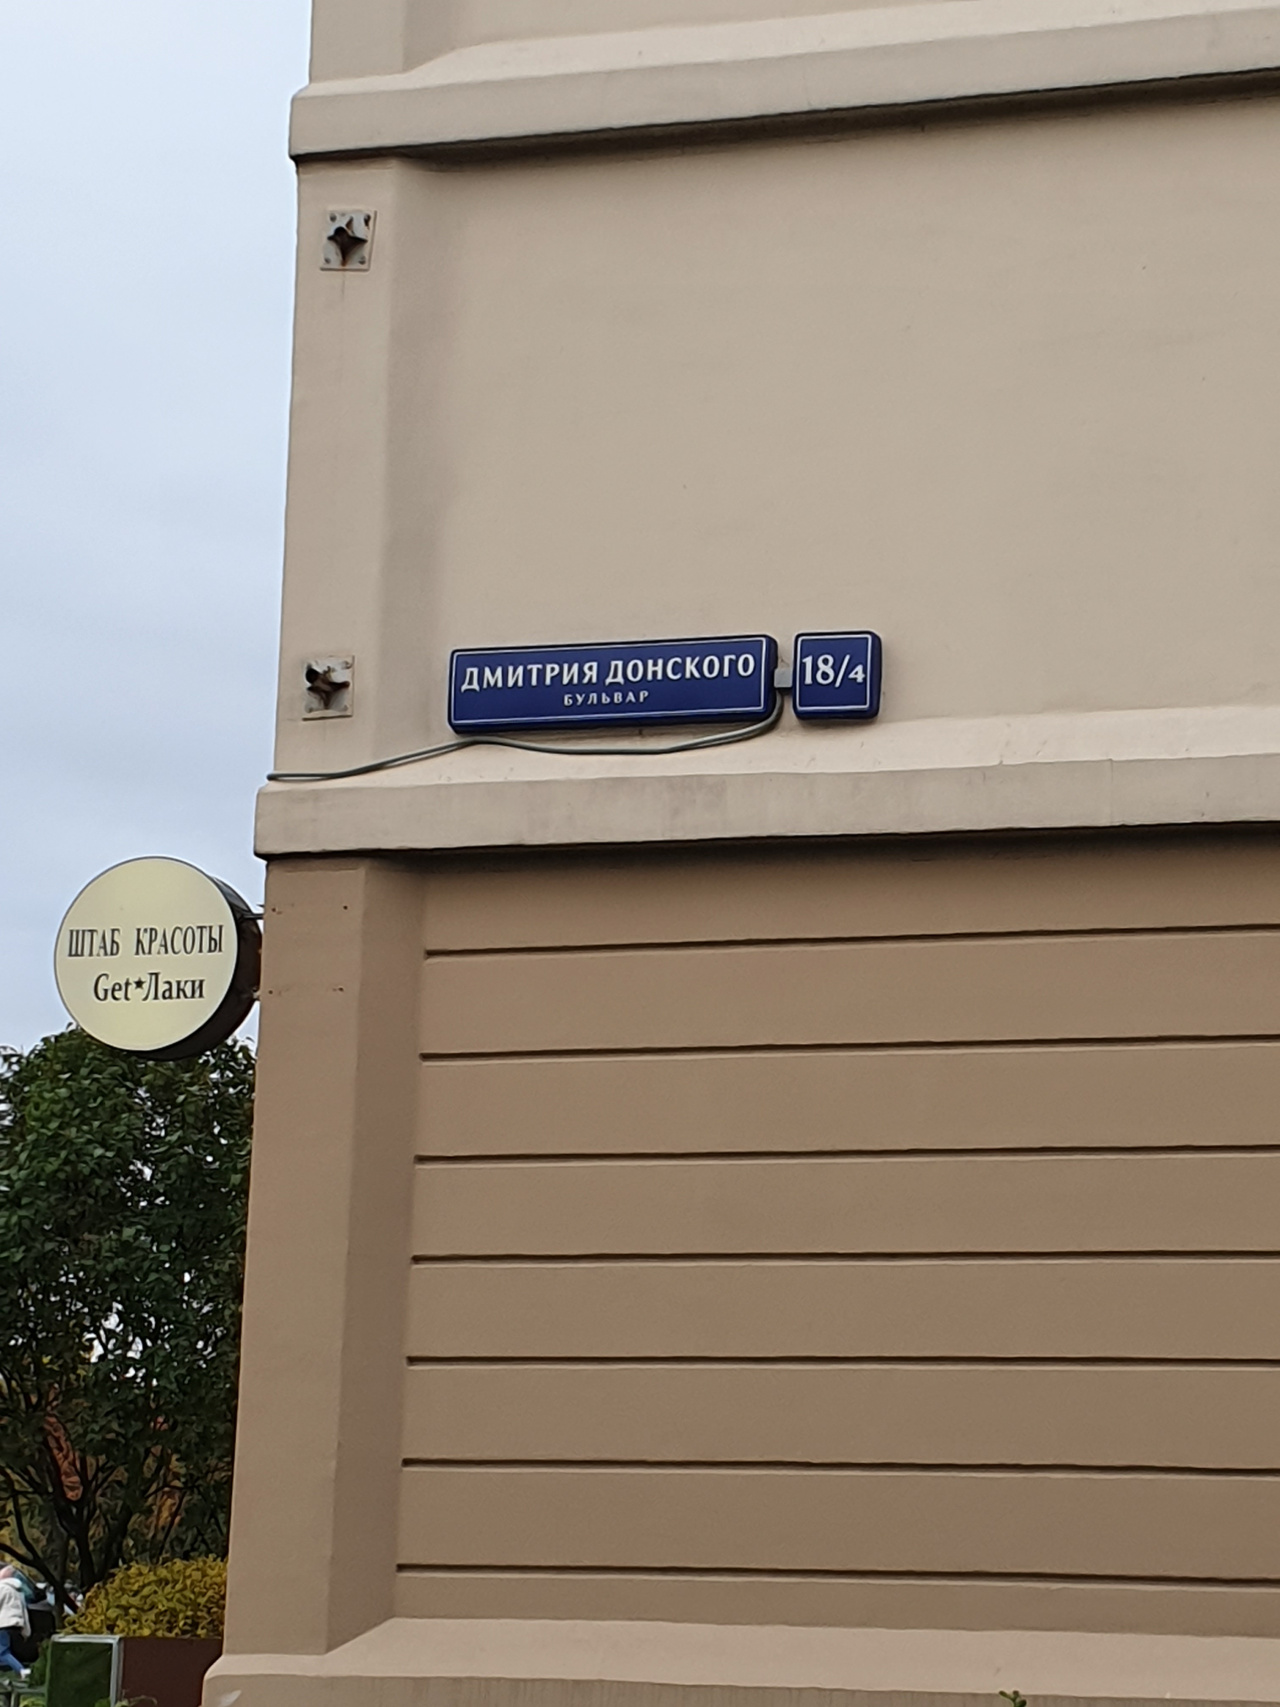 ДМИТРИЯ ДОНСКОГО
БУЛЬВАР
18/4
ШТАБ КРАСОТЫ
Get★Лаки